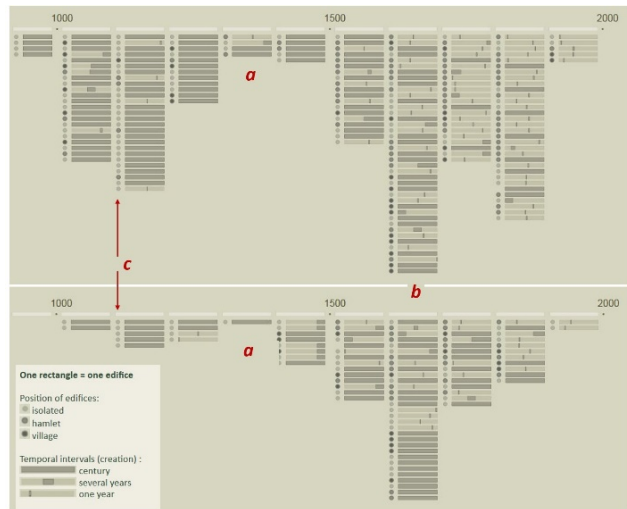 1000 1500 2000
a
c
b
1000 1500 2000
a
One rectangle = one edifice
Position of edifices:
isolated
hamlet
village
Temporal intervals (creation) :
century
several years
one year